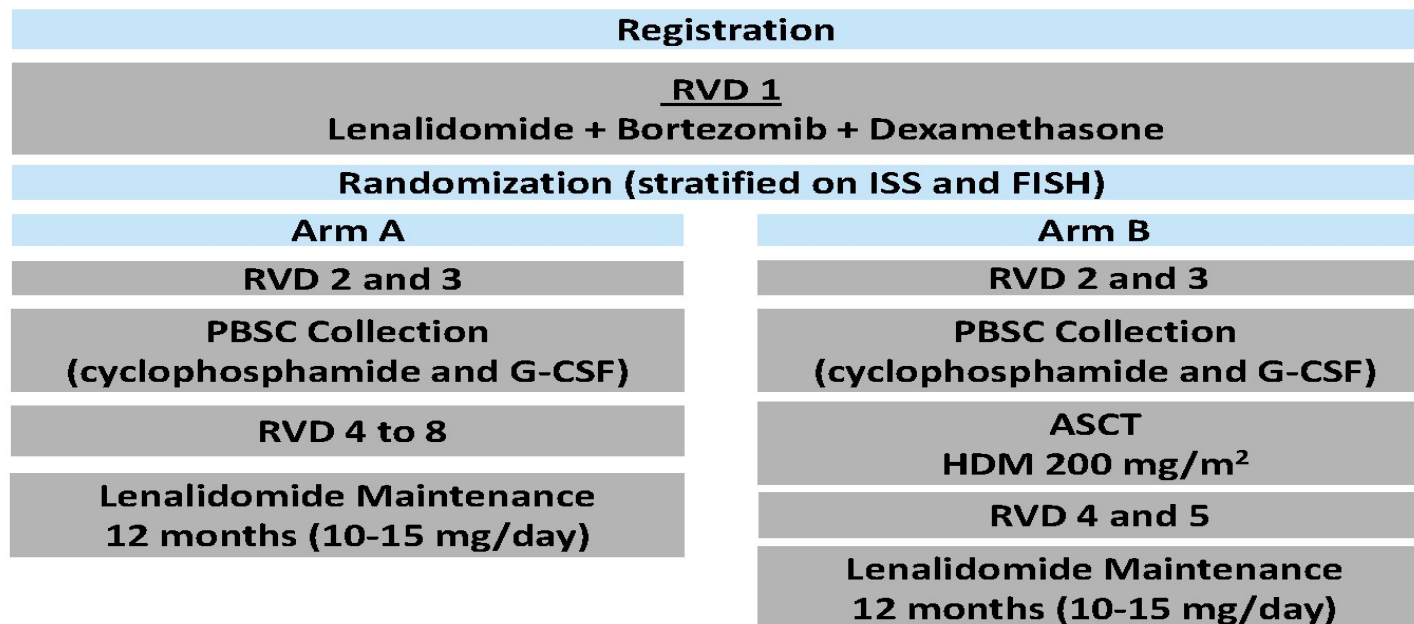 Registration
RVD 1
Lenalidomide + Bortezomib + Dexamethasone
Randomization (stratified on ISS and FISH)
Arm A
RVD 2 and 3
PBSC Collection
(cyclophosphamide and G-CSF)
RVD 4 to 8
Lenalidomide Maintenance
12 months (10-15 mg/day)
Arm B
RVD 2 and 3
PBSC Collection
(cyclophosphamide and G-CSF)
ASCT
HDM 200 mg/m²
RVD 4 and 5
Lenalidomide Maintenance
12 months (10-15 mg/day)